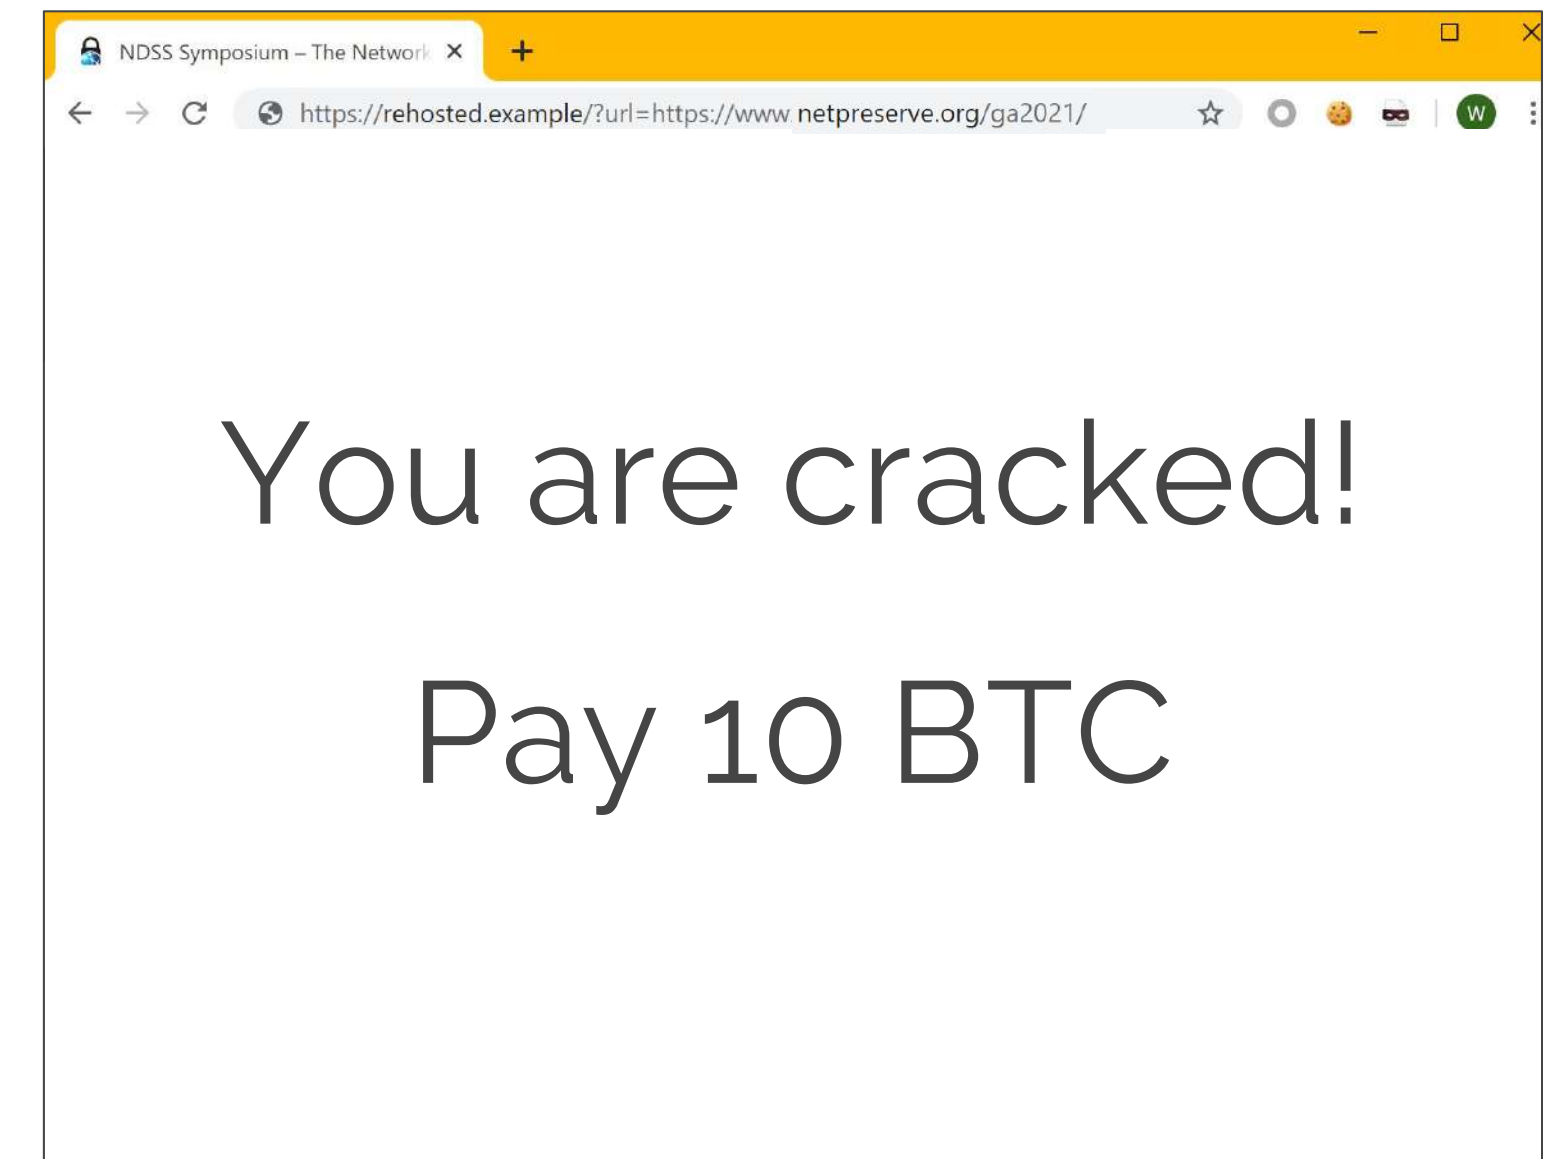 NDSS Symposium – The Network
https://rehosted.example/?url=https://www.netpreserve.org/ga2021/
W
You are cracked!
Pay 10 BTC